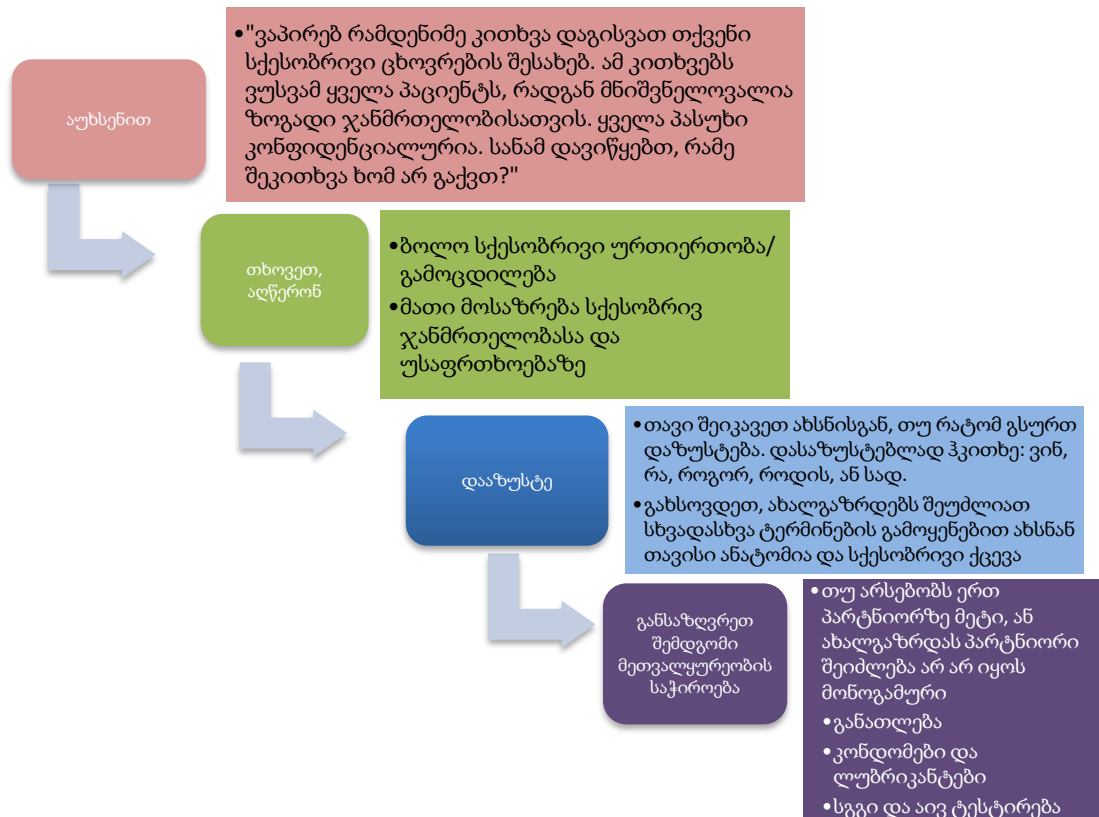 აუხსენით
•"ვაპირებ რამდენიმე კითხვა დაგისვათ თქვენი
სქესობრივი ცხოვრების შესახებ. ამ კითხვებს
ვუსვამ ყველა პაციენტს, რადგან მნიშვნელოვალია
ზოგადი ჯანმრთელობისათვის. ყველა პასუხი
კონფიდენციალურია. სანამ დავიწყებთ, რამე
შეკითხვა ხომ არ გაქვთ?"
თხოვეთ,
აღწერონ
•ბოლო სქესობრივი ურთიერთობა/
გამოცდილება
•მათი მოსაზრება სქესობრივ
ჯანმრთელობასა და
უსაფრთხოებაზე
დააზუსტე
•თავი შეიკავეთ ახსნისგან, თუ რატომ გსურთ
დაზუსტება. დასაზუსტებლად ჰკითხე: ვინ,
რა, როგორ, როდის, ან სად.
•გახსოვდეთ, ახალგაზრდებს შეუძლიათ
სხვადასხვა ტერმინების გამოყენებით ახსნან
თავისი ანატომია და სქესობრივი ქცევა
განსაზღვრეთ
შემდგომი
მეთვალყურეობის
საჭიროება
•თუ არსებობს ერთ
პარტნიორზე მეტი, ან
ახალგაზრდას პარტნიორი
შეიძლება არ არ იყოს
მონოგამური
•განათლება
•კონდომები და
ლუბრიკანტები
•სგგი და აივ ტესტირება